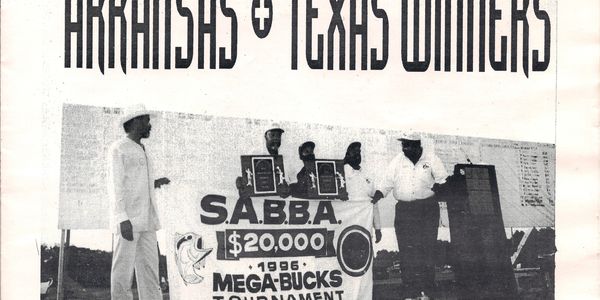 ARKANSAS & TEXAS WINNERS
S.A.B.B.A.
$20,000
• 1996 •
MEGA-BUCKS
TOURNAMENT